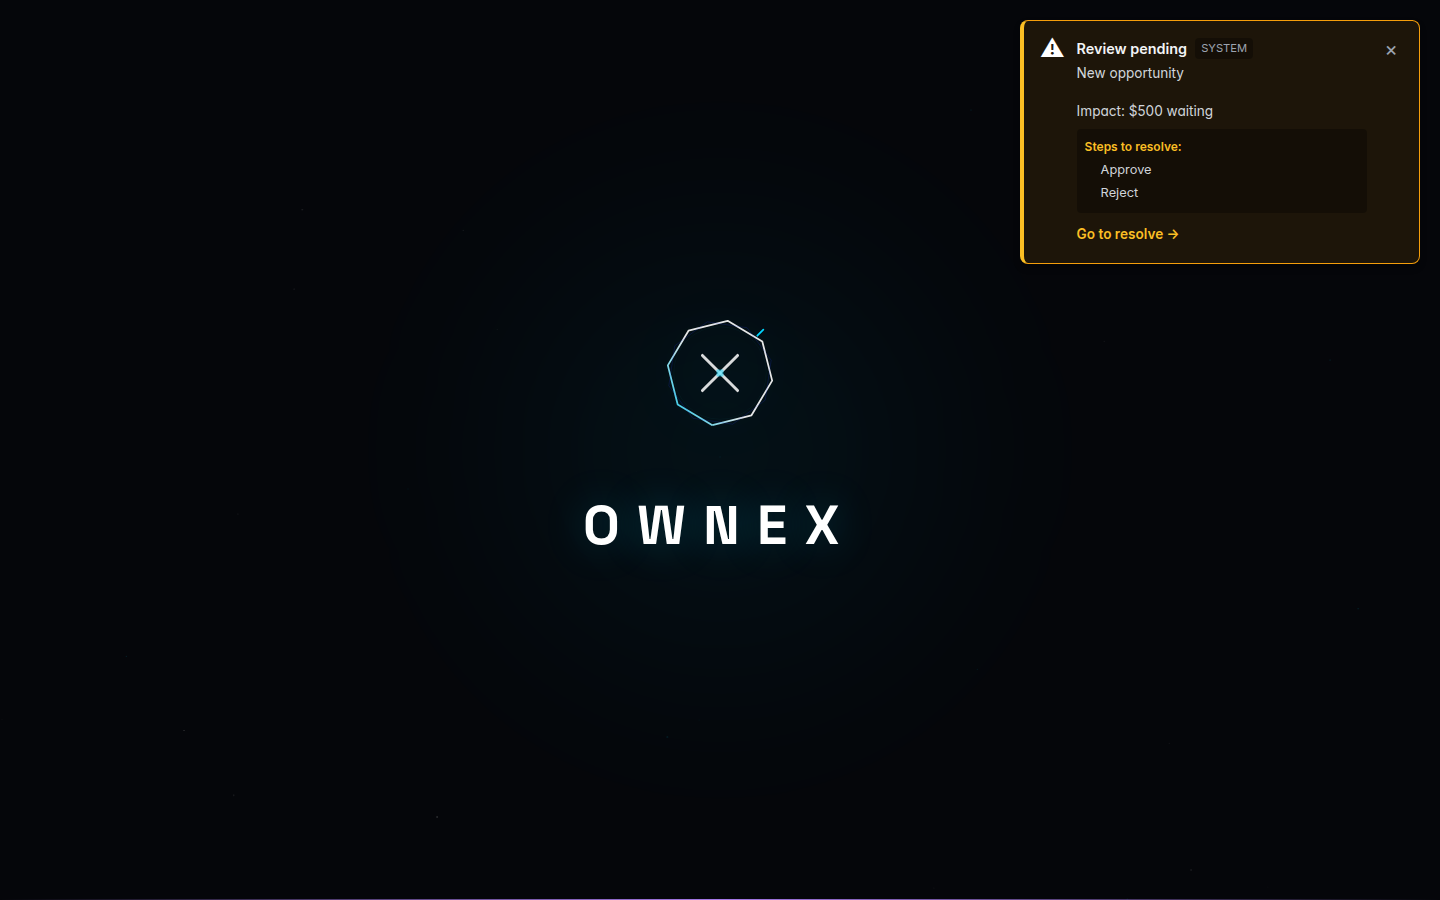 Review pending SYSTEM
New opportunity
Impact: $500 waiting
Steps to resolve:
Approve
Reject
Go to resolve →
OWNEX